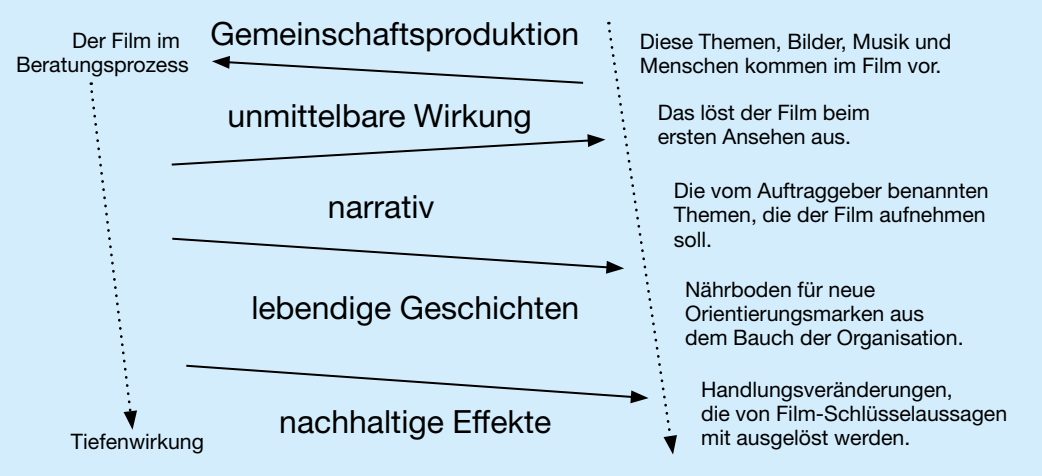 Der Film im
Beratungsprozess
Gemeinschaftsproduktion
Diese Themen, Bilder, Musik und
Menschen kommen im Film vor.
unmittelbare Wirkung
Das löst der Film beim
ersten Ansehen aus.
narrativ
Die vom Auftraggeber benannten
Themen, die der Film aufnehmen
soll.
lebendige Geschichten
Nährboden für neue
Orientierungsmarken aus
dem Bauch der Organisation.
nachhaltige Effekte
Handlungsveränderungen,
die von Film-Schlüsselaussagen
mit ausgelöst werden.
Tiefenwirkung